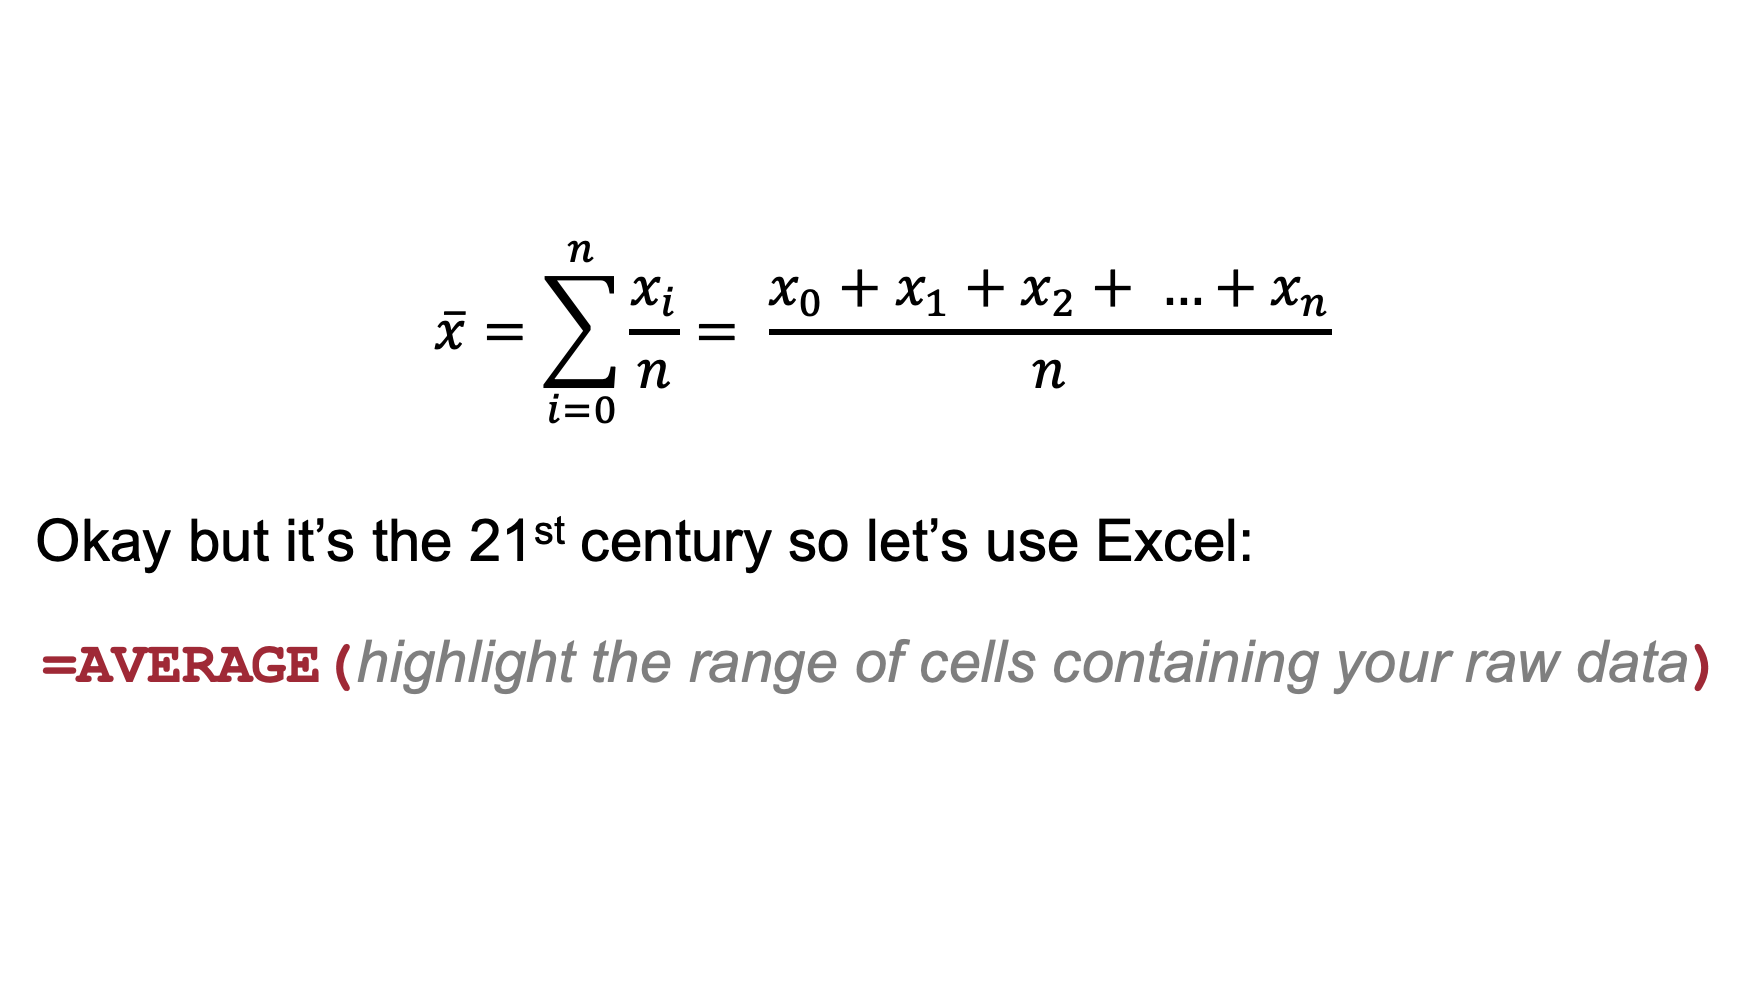 x̄ = ∑_{i=0}^{n} x_i/n = (x_0 + x_1 + x_2 + … + x_n)/n
Okay but it’s the 21st century so let’s use Excel:
=AVERAGE(highlight the range of cells containing your raw data)